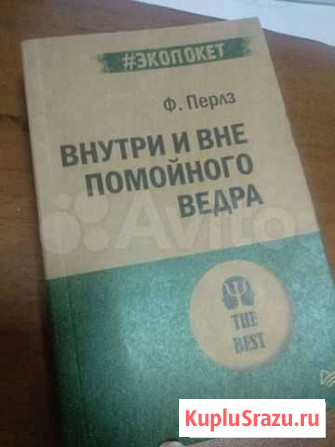 #ЭКОПОКЕТ
Ф. Перлз
ВНУТРИ И ВНЕ
ПОМОЙНОГО
ВЕДРА
Avito
THE
BEST
KupluSrazu.ru